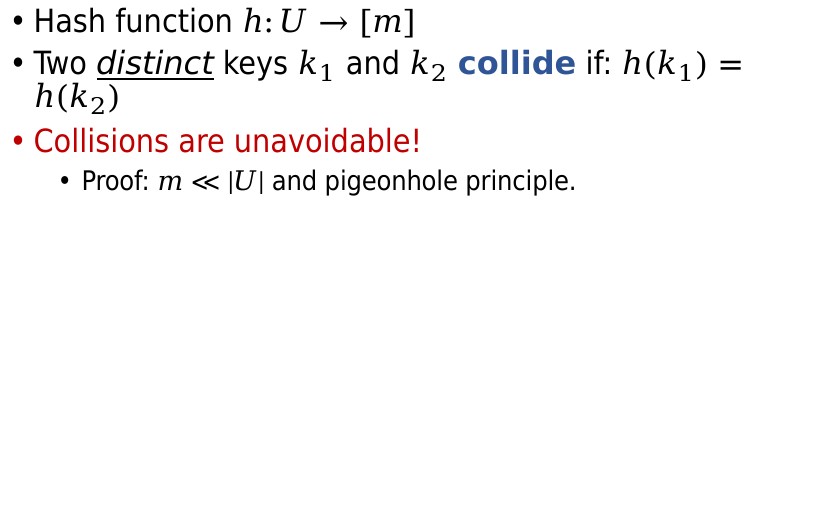 • Hash function h: U → [m]
• Two distinct keys k₁ and k₂ collide if: h(k₁) =
h(k₂)
• Collisions are unavoidable!
• Proof: m ≪ |U| and pigeonhole principle.